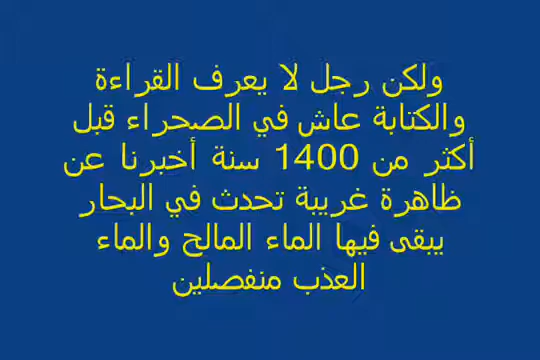 ولكن رجل لا يعرف القراءة
والكتابة عاش في الصحراء قبل
أكثر من 1400 سنة أخبرنا عن
ظاهرة غريبة تحدث في البحار
يبقى فيها الماء المالح والماء
العذب منفصلين